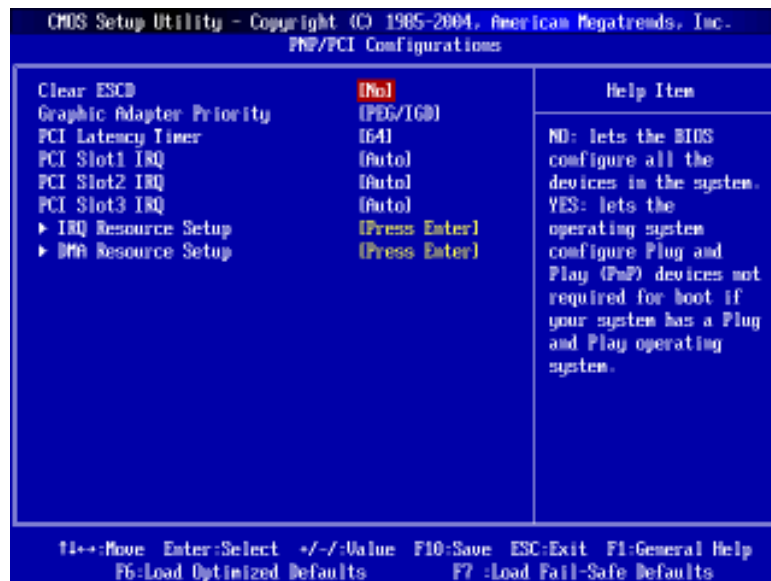 CMOS Setup Utility - Copyright (C) 1985-2004, American Megatrends, Inc.
PNP/PCI Configurations
Clear ESCD [No]
Graphic Adapter Priority [PEG/IGD]
PCI Latency Timer [64]
PCI Slot1 IRQ [Auto]
PCI Slot2 IRQ [Auto]
PCI Slot3 IRQ [Auto]
► IRQ Resource Setup [Press Enter]
► DMA Resource Setup [Press Enter]
Help Item
NO: lets the BIOS
configure all the
devices in the system.
YES: lets the
operating system
configure Plug and
Play (PnP) devices not
required for boot if
your system has a Plug
and Play operating
system.
↑↓←→:Move Enter:Select +/-/:Value F10:Save ESC:Exit F1:General Help
F6:Load Optimized Defaults F7 :Load Fail-Safe Defaults